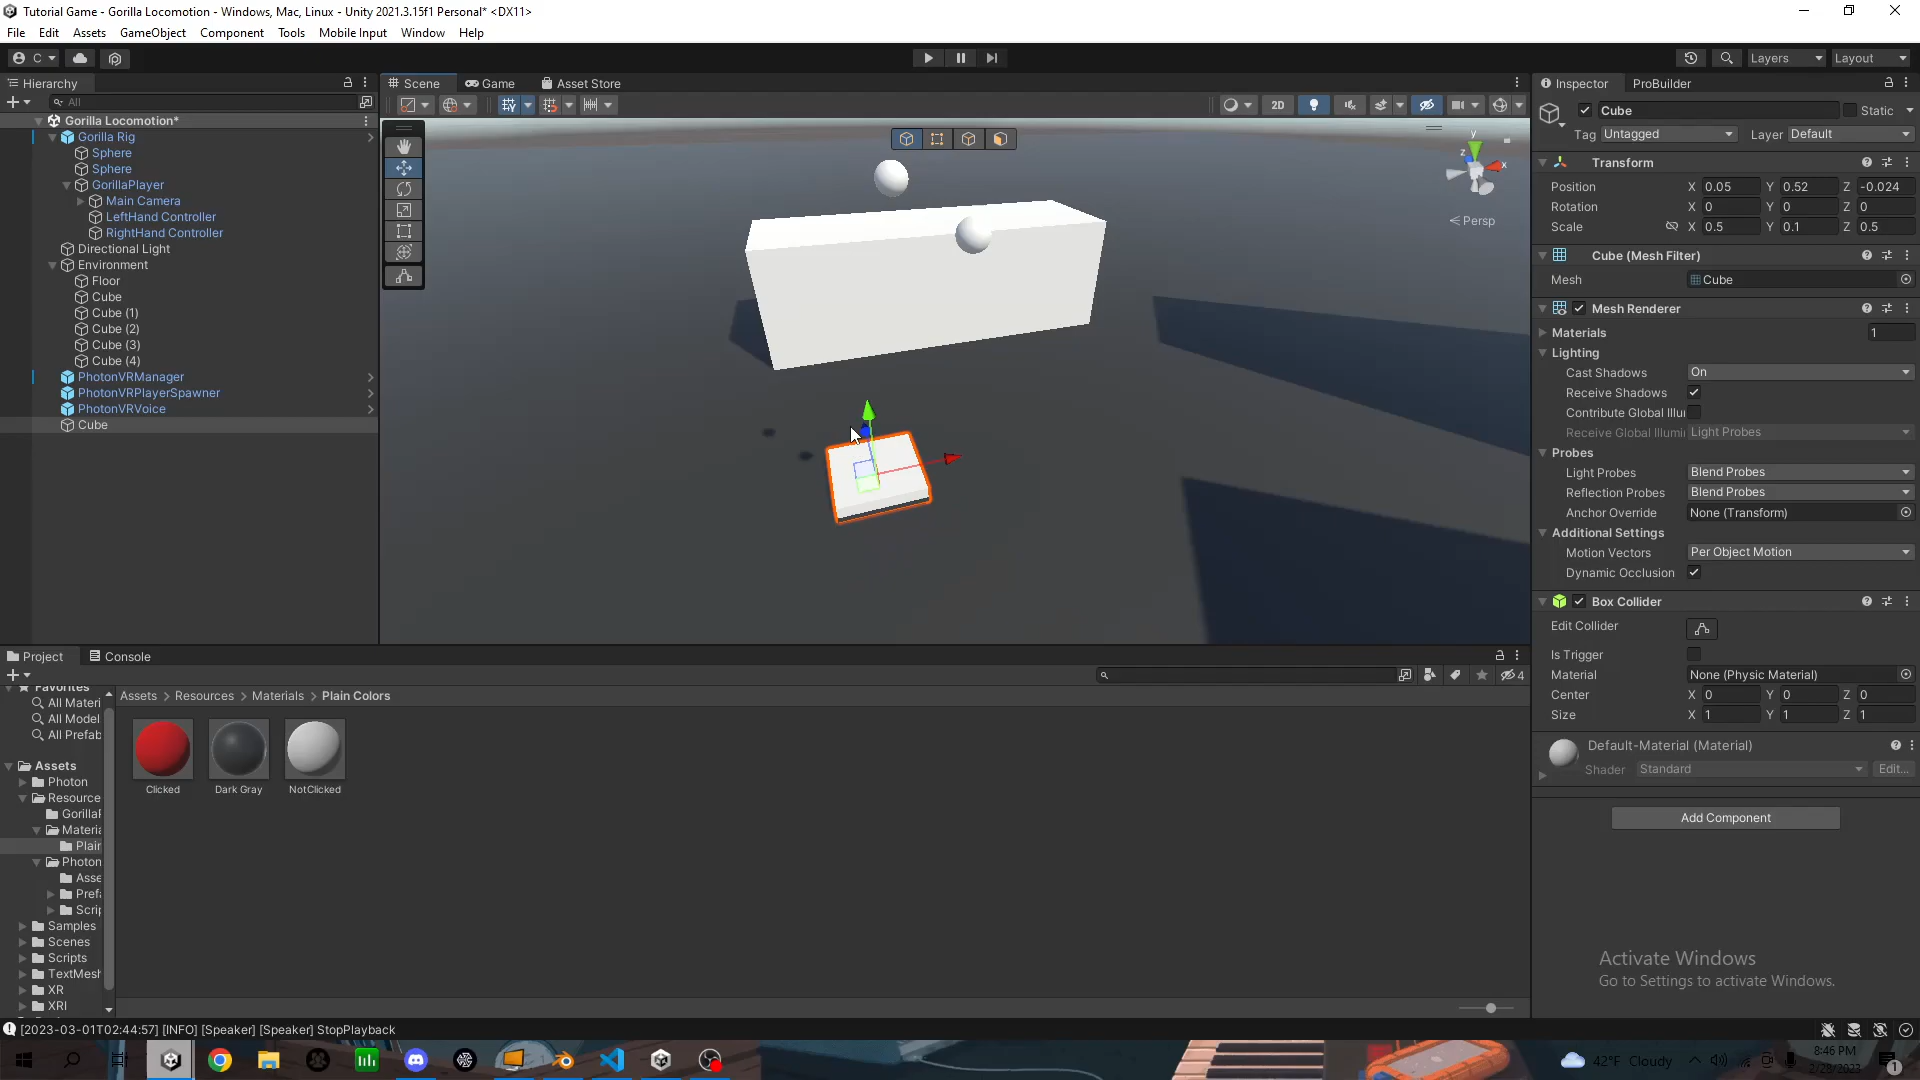 Tutorial Game - Gorilla Locomotion - Windows, Mac, Linux - Unity 2021.3.15f1 Personal* <DX11>
File Edit Assets GameObject Component Tools Mobile Input Window Help
C Layers Layout
Hierarchy
All
Gorilla Locomotion*
Gorilla Rig
Sphere
Sphere
GorillaPlayer
Main Camera
LeftHand Controller
RightHand Controller
Directional Light
Environment
Floor
Cube
Cube (1)
Cube (2)
Cube (3)
Cube (4)
PhotonVRManager
PhotonVRPlayerSpawner
PhotonVRVoice
Cube
Scene Game Asset Store
2D
y
z x
< Persp
Inspector ProBuilder
Cube Static
Tag Untagged Layer Default
Transform
Position X 0.05 Y 0.52 Z -0.024
Rotation X 0 Y 0 Z 0
Scale X 0.5 Y 0.1 Z 0.5
Cube (Mesh Filter)
Mesh Cube
Mesh Renderer
Materials 1
Lighting
Cast Shadows On
Receive Shadows
Contribute Global Illu
Receive Global Illumi Light Probes
Probes
Light Probes Blend Probes
Reflection Probes Blend Probes
Anchor Override None (Transform)
Additional Settings
Motion Vectors Per Object Motion
Dynamic Occlusion
Box Collider
Edit Collider
Is Trigger
Material None (Physic Material)
Center X 0 Y 0 Z 0
Size X 1 Y 1 Z 1
Default-Material (Material)
Shader Standard Edit...
Add Component
Activate Windows
Go to Settings to activate Windows.
Project Console
4
Favorites
All Materi
All Model
All Prefab
Assets
Photon
Resource
Gorilla
Materia
Plain
Photon
Asse
Prefa
Scrip
Samples
Scenes
Scripts
TextMesh
XR
XRI
Assets > Resources > Materials > Plain Colors
Clicked Dark Gray NotClicked
[2023-03-01T02:44:57] [INFO] [Speaker] [Speaker] StopPlayback
42°F Cloudy
8:46 PM
2/28/2023
1